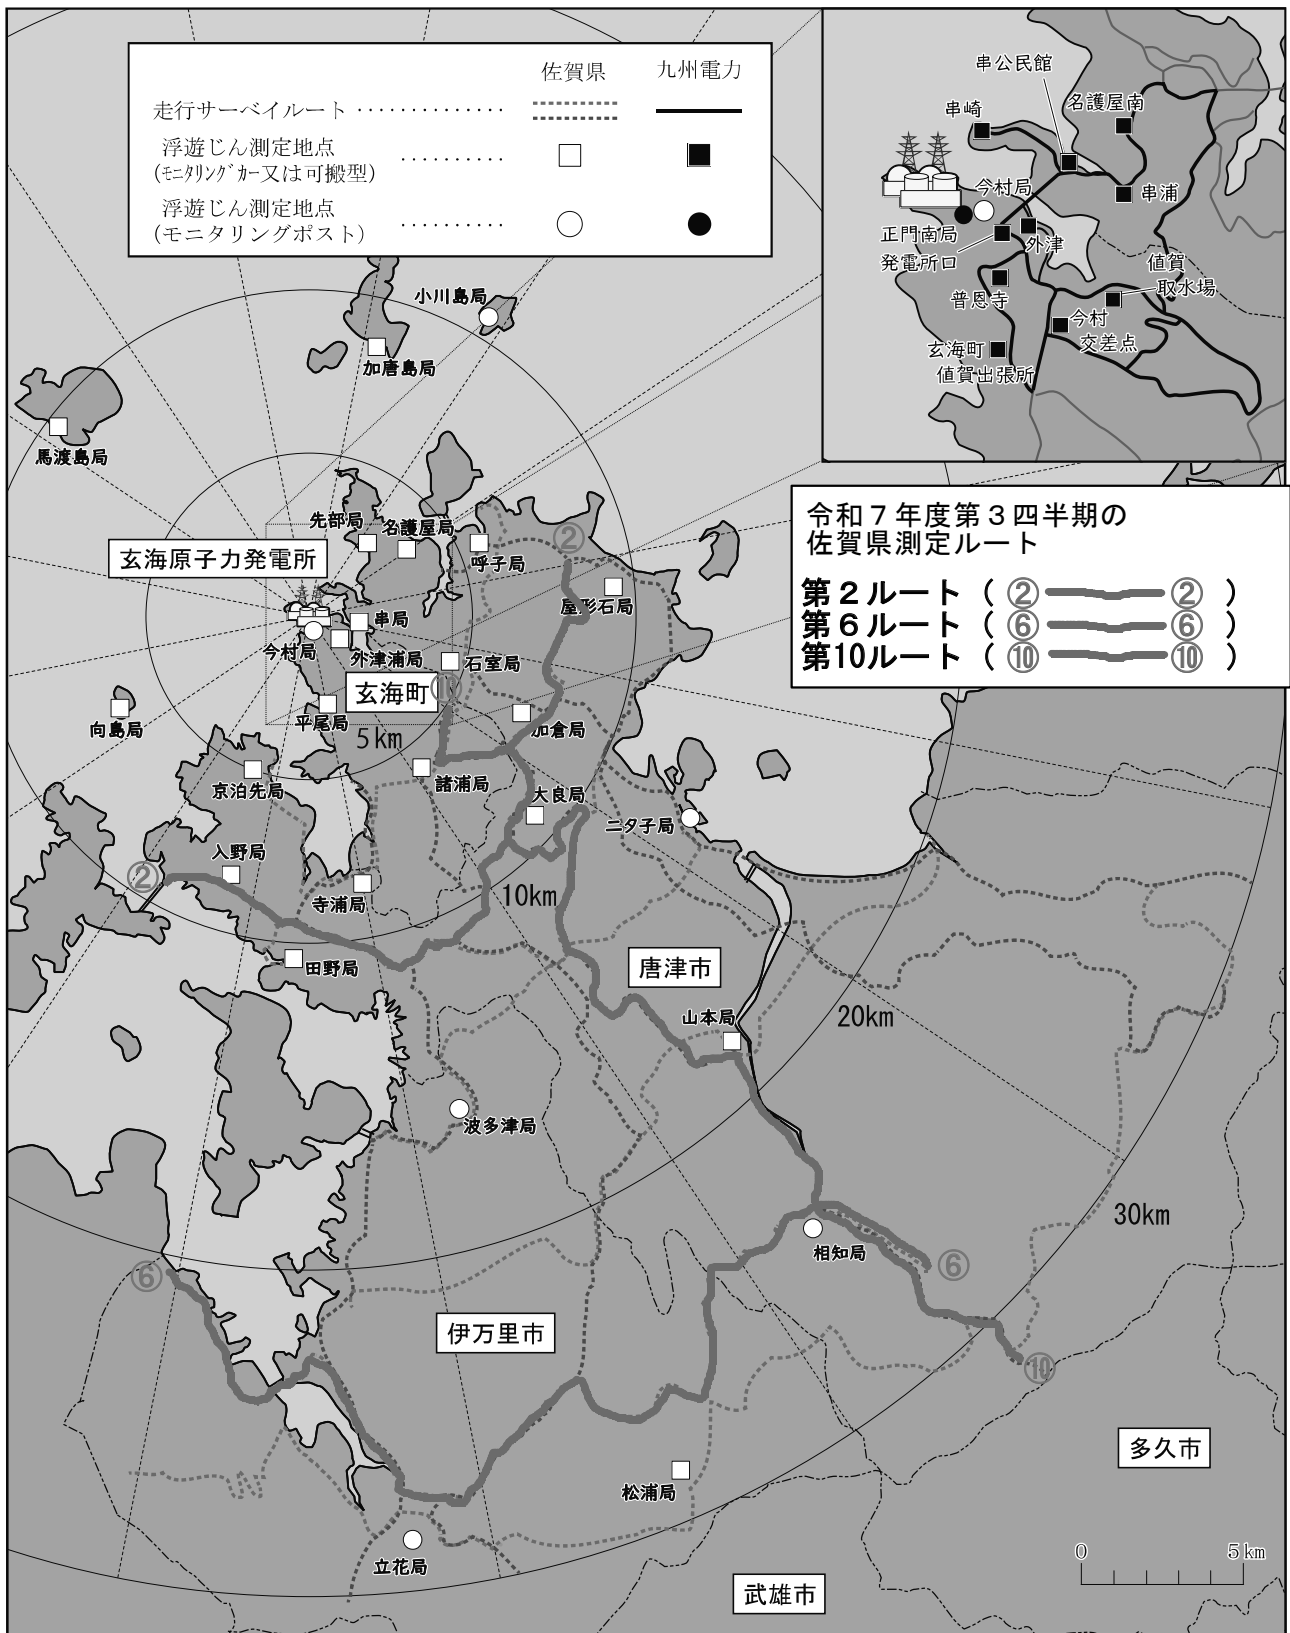 佐賀県
九州電力
走行サーベイルート ‥‥‥‥‥‥‥
浮遊じん測定地点
(ﾓﾆﾀﾘﾝｸﾞｶｰ又は可搬型)
‥‥‥‥‥
浮遊じん測定地点
(モニタリングポスト)
‥‥‥‥‥
串公民館
名護屋南
串崎
今村局
串浦
正門南局
外津
発電所口
値賀
取水場
普恩寺
今村
交差点
玄海町
値賀出張所
令和７年度第３四半期の
佐賀県測定ルート
第２ルート（ ② ② ）
第６ルート（ ⑥ ⑥ ）
第10ルート（ ⑩ ⑩ ）
小川島局
加唐島局
馬渡島局
先部局
名護屋局
呼子局
②
玄海原子力発電所
屋形石局
串局
今村局
外津浦局
石室局
玄海町
⑩
向島局
平尾局
加倉局
5km
京泊先局
諸浦局
大良局
二タ子局
入野局
②
寺浦局
10km
田野局
唐津市
山本局
20km
波多津局
30km
相知局
⑥
⑥
伊万里市
⑩
多久市
松浦局
立花局
武雄市
0
5km